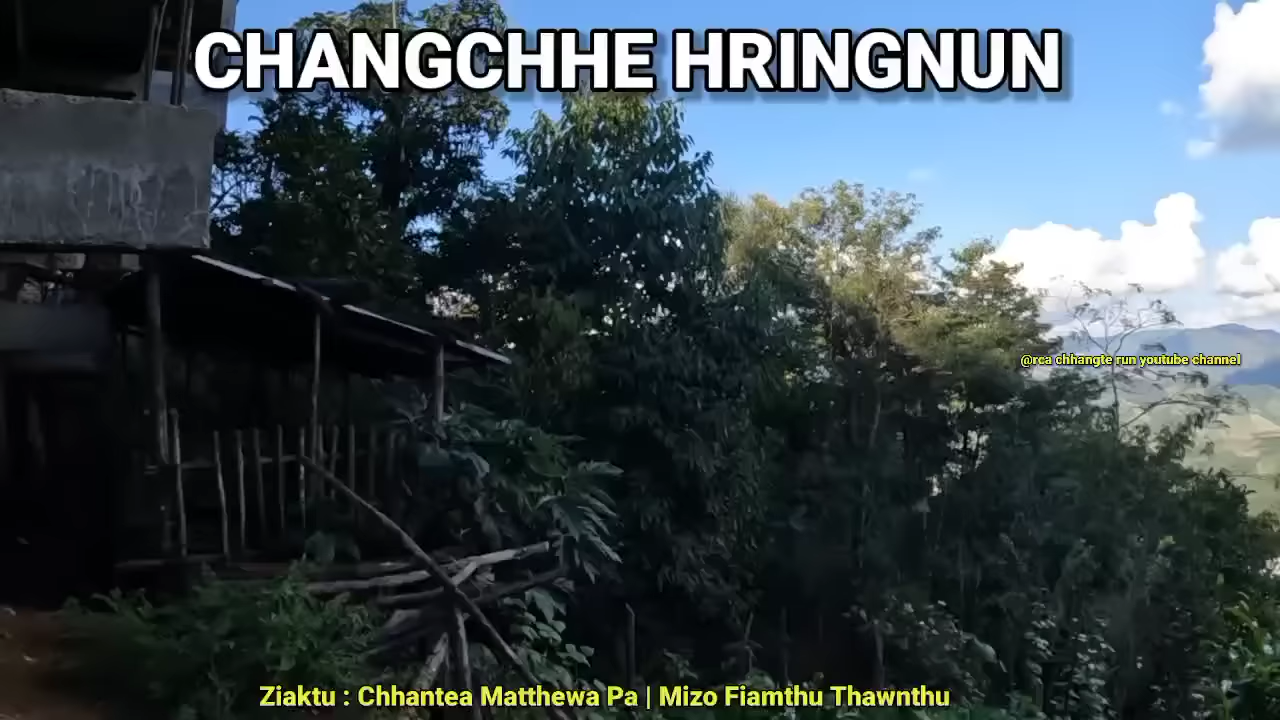 CHANGCHHE HRINGNUN
@rca chhangte run youtube channel
Ziaktu : Chhantea Matthewa Pa | Mizo Fiamthu Thawnthu